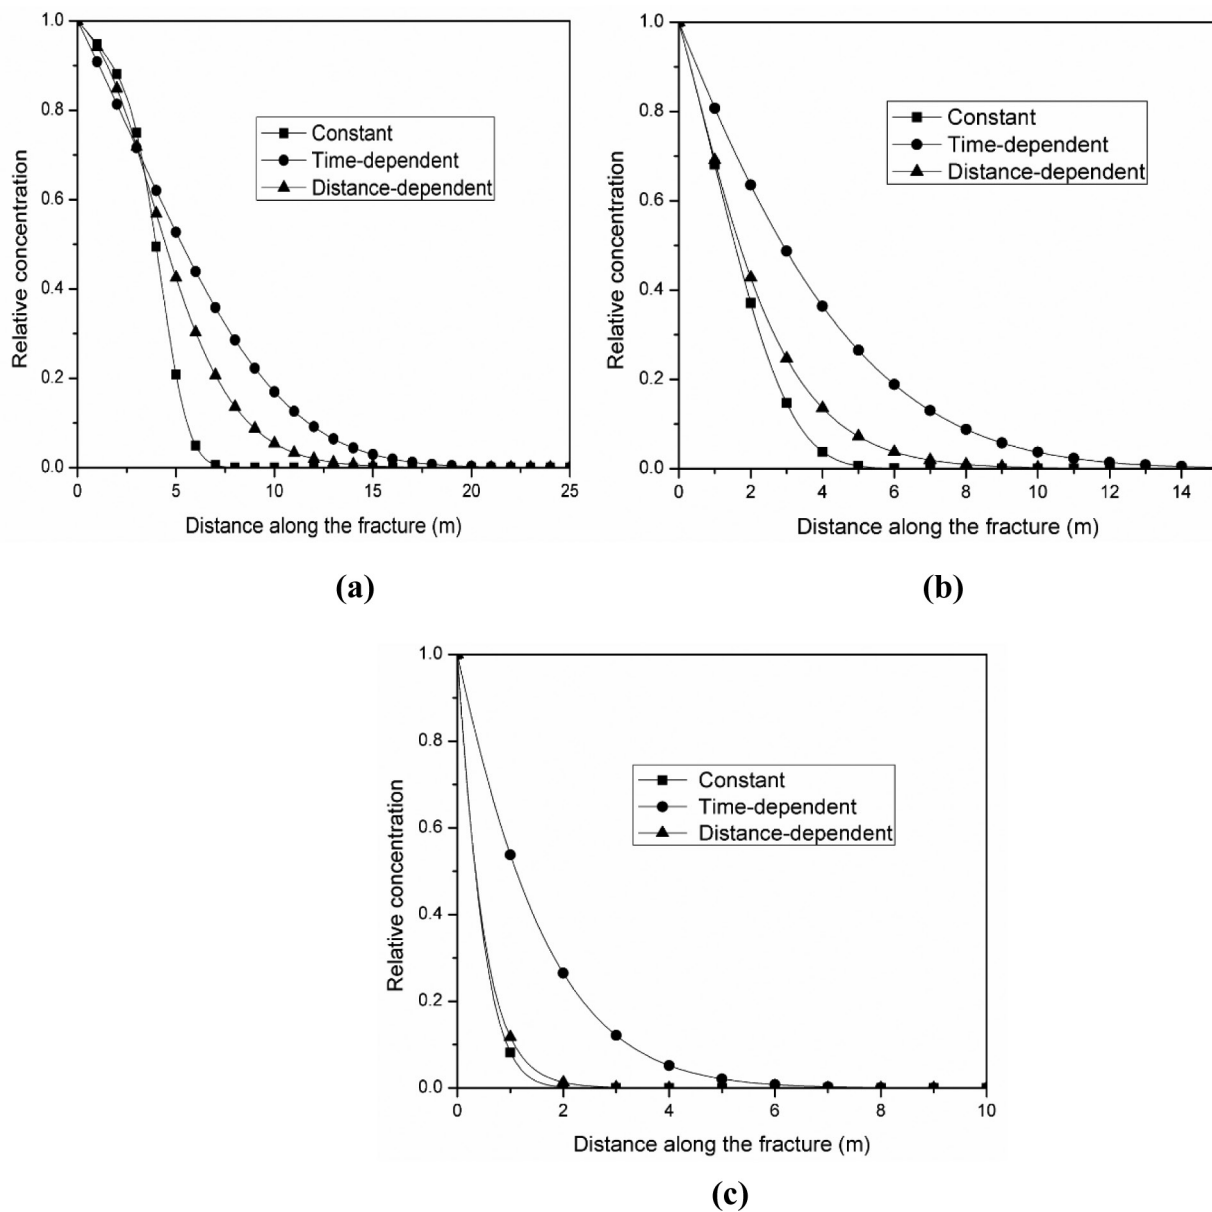 1.0
0.8
0.6
0.4
0.2
0.0
0
5
10
15
20
25
Relative concentration
Distance along the fracture (m)
Constant
Time-dependent
Distance-dependent
(a)
1.0
0.8
0.6
0.4
0.2
0.0
0
2
4
6
8
10
12
14
Relative concentration
Distance along the fracture (m)
Constant
Time-dependent
Distance-dependent
(b)
1.0
0.8
0.6
0.4
0.2
0.0
0
2
4
6
8
10
Relative concentration
Distance along the fracture (m)
Constant
Time-dependent
Distance-dependent
(c)